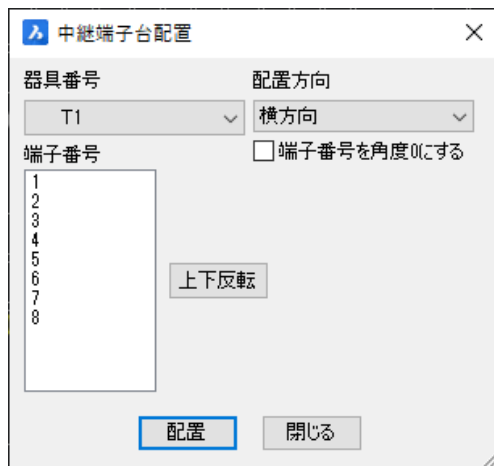 中継端子台配置
器具番号
配置方向
T1
横方向
端子番号
端子番号を角度0にする
1
2
3
4
5
6
7
8
上下反転
配置
閉じる